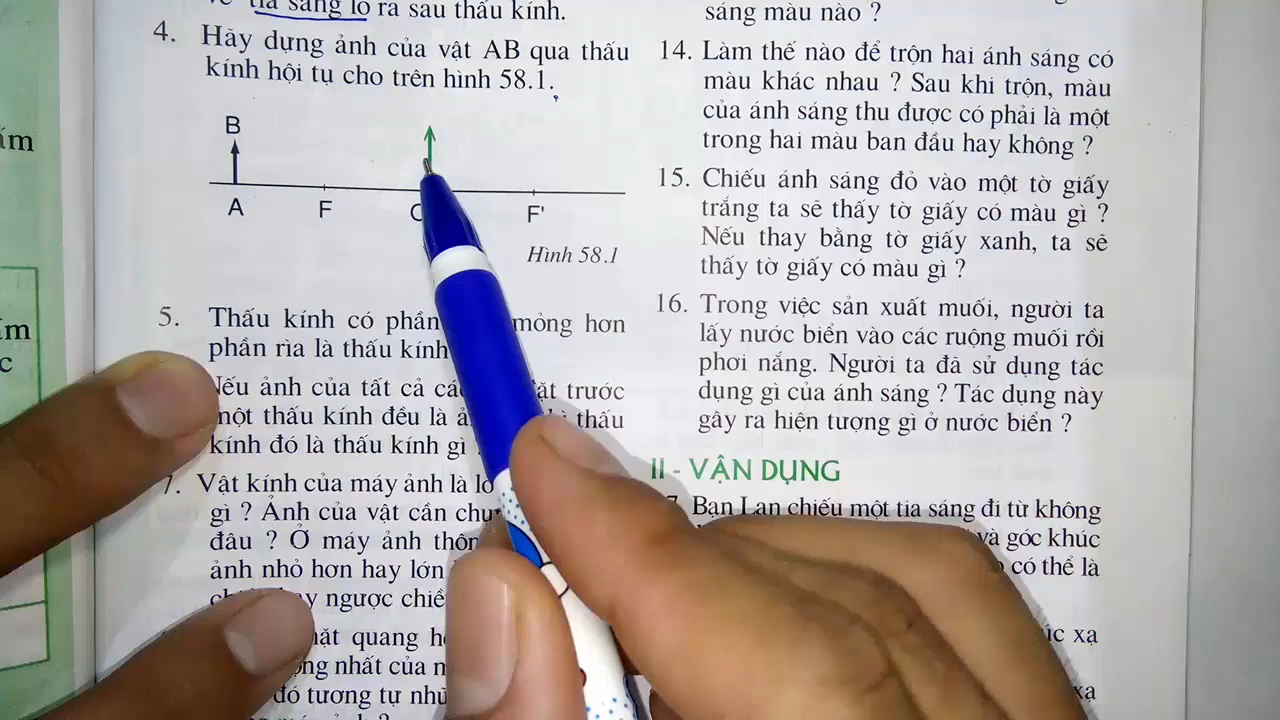 tia sáng ló ra sau thấu kính.
4. Hãy dựng ảnh của vật AB qua thấu
kính hội tụ cho trên hình 58.1.
B
A F F'
Hình 58.1
5. Thấu kính có phần mỏng hơn
phần rìa là thấu kính
Nếu ảnh của tất cả trước
một thấu kính đều là thấu
kính đó là thấu kính gì
7. Vật kính của máy ảnh là
gì ? Ảnh của vật cần
đâu ? Ở máy ảnh
ảnh nhỏ hơn hay lớn
ngược
quang
nhất của
đó tương tự
sáng màu nào ?
14. Làm thế nào để trộn hai ánh sáng có
màu khác nhau ? Sau khi trộn, màu
của ánh sáng thu được có phải là một
trong hai màu ban đầu hay không ?
15. Chiếu ánh sáng đỏ vào một tờ giấy
trắng ta sẽ thấy tờ giấy có màu gì ?
Nếu thay bằng tờ giấy xanh, ta sẽ
thấy tờ giấy có màu gì ?
16. Trong việc sản xuất muối, người ta
lấy nước biển vào các ruộng muối rồi
phơi nắng. Người ta đã sử dụng tác
dụng gì của ánh sáng ? Tác dụng này
gây ra hiện tượng gì ở nước biển ?
II - VẬN DỤNG
Bạn Lan chiếu một tia sáng đi từ không
và góc khúc
có thể là
xạ
xạ